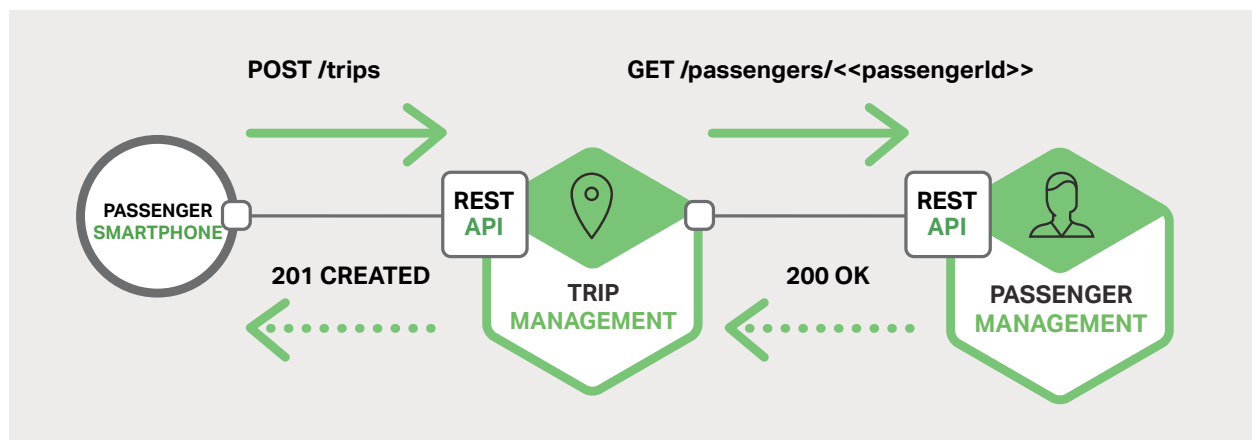 POST /trips
GET /passengers/<<passengerId>>
PASSENGER
SMARTPHONE
REST
API
REST
API
201 CREATED
TRIP
MANAGEMENT
200 OK
PASSENGER
MANAGEMENT